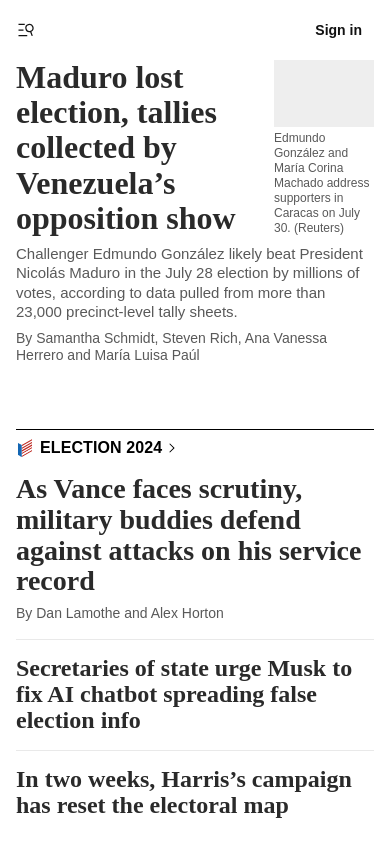 Sign in
Maduro lost
election, tallies
collected by
Venezuela’s
opposition show
Edmundo
González and
María Corina
Machado address
supporters in
Caracas on July
30. (Reuters)
Challenger Edmundo González likely beat President
Nicolás Maduro in the July 28 election by millions of
votes, according to data pulled from more than
23,000 precinct-level tally sheets.
By Samantha Schmidt, Steven Rich, Ana Vanessa
Herrero and María Luisa Paúl
ELECTION 2024
As Vance faces scrutiny,
military buddies defend
against attacks on his service
record
By Dan Lamothe and Alex Horton
Secretaries of state urge Musk to
fix AI chatbot spreading false
election info
In two weeks, Harris’s campaign
has reset the electoral map